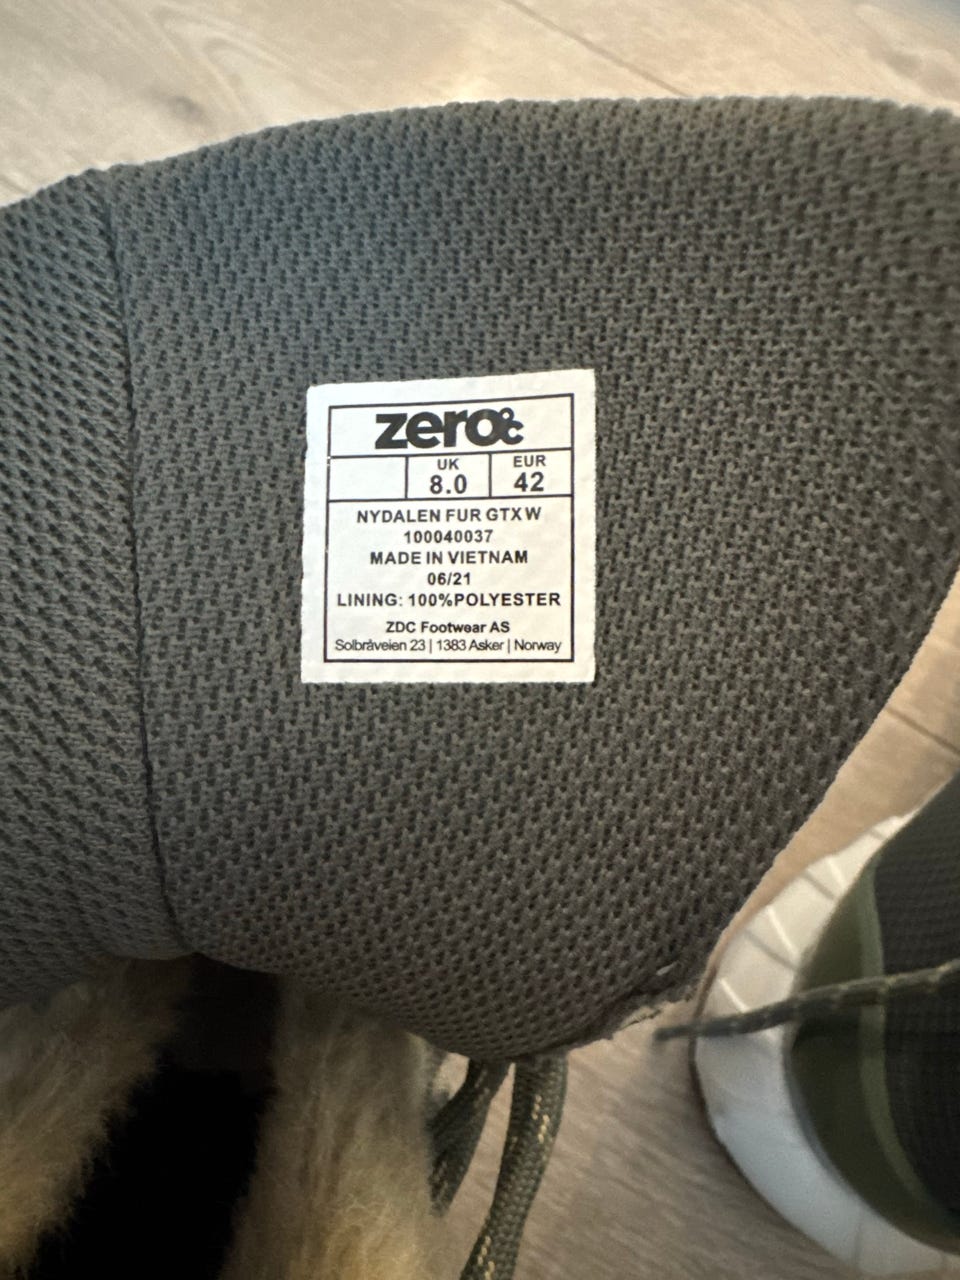 zero°c
UK EUR
8.0 42
NYDALEN FUR GTX W
100040037
MADE IN VIETNAM
06/21
LINING: 100%POLYESTER
ZDC Footwear AS
Solbråveien 23 | 1383 Asker | Norway